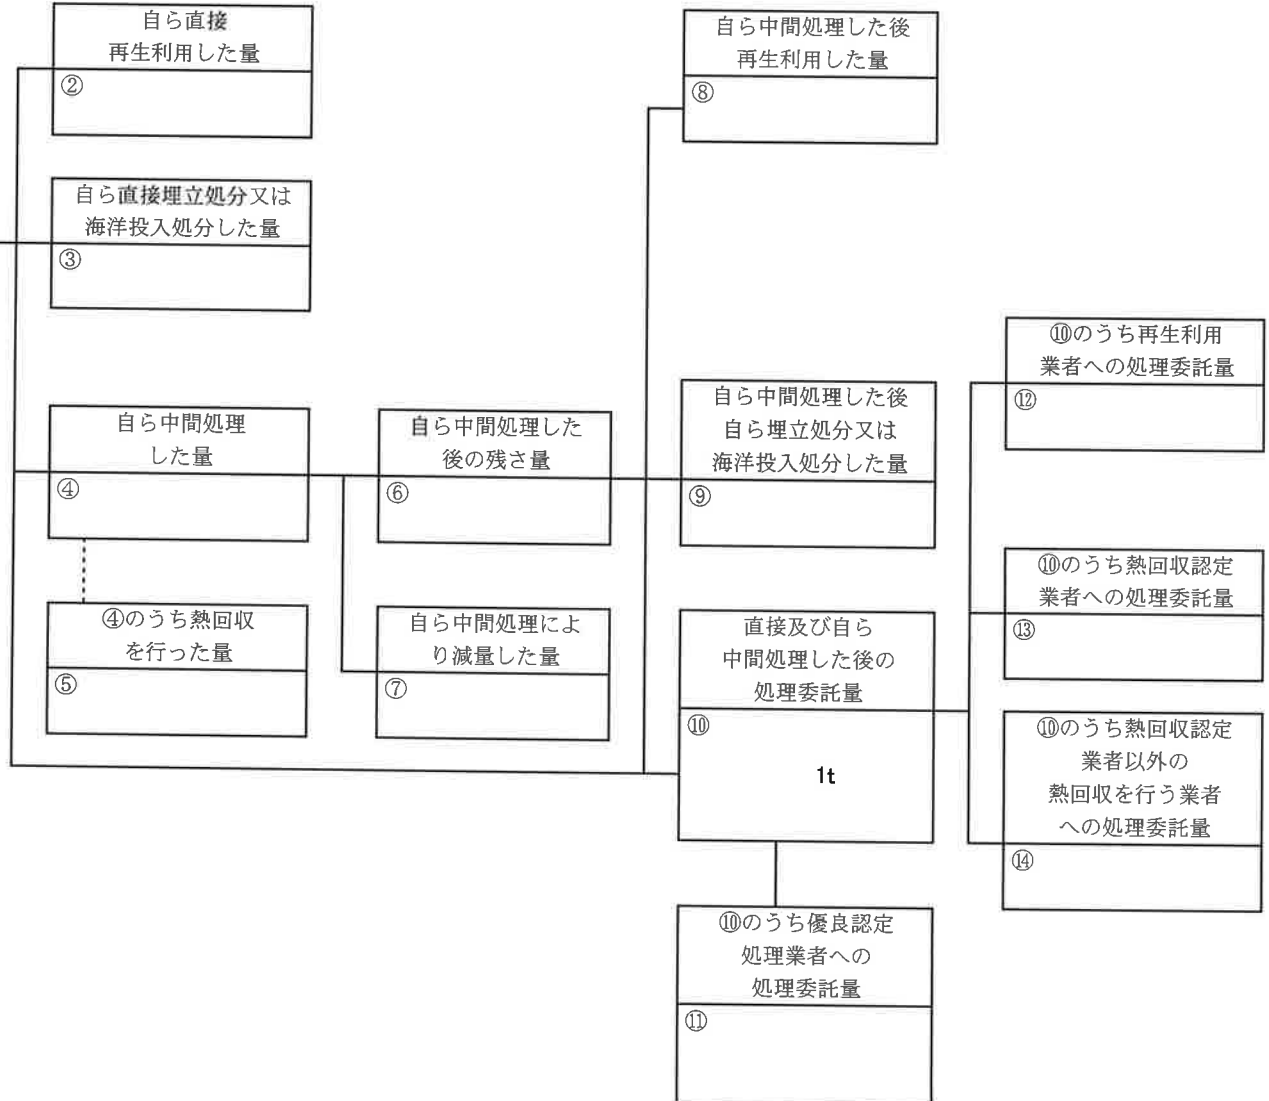 自ら直接
再生利用した量
②
自ら直接埋立処分又は
海洋投入処分した量
③
自ら中間処理
した量
④
④のうち熱回収
を行った量
⑤
自ら中間処理した
後の残さ量
⑥
自ら中間処理によ
り減量した量
⑦
自ら中間処理した後
再生利用した量
⑧
自ら中間処理した後
自ら埋立処分又は
海洋投入処分した量
⑨
直接及び自ら
中間処理した後の
処理委託量
⑩
1t
⑩のうち優良認定
処理業者への
処理委託量
⑪
⑩のうち再生利用
業者への処理委託量
⑫
⑩のうち熱回収認定
業者への処理委託量
⑬
⑩のうち熱回収認定
業者以外の
熱回収を行う業者
への処理委託量
⑭